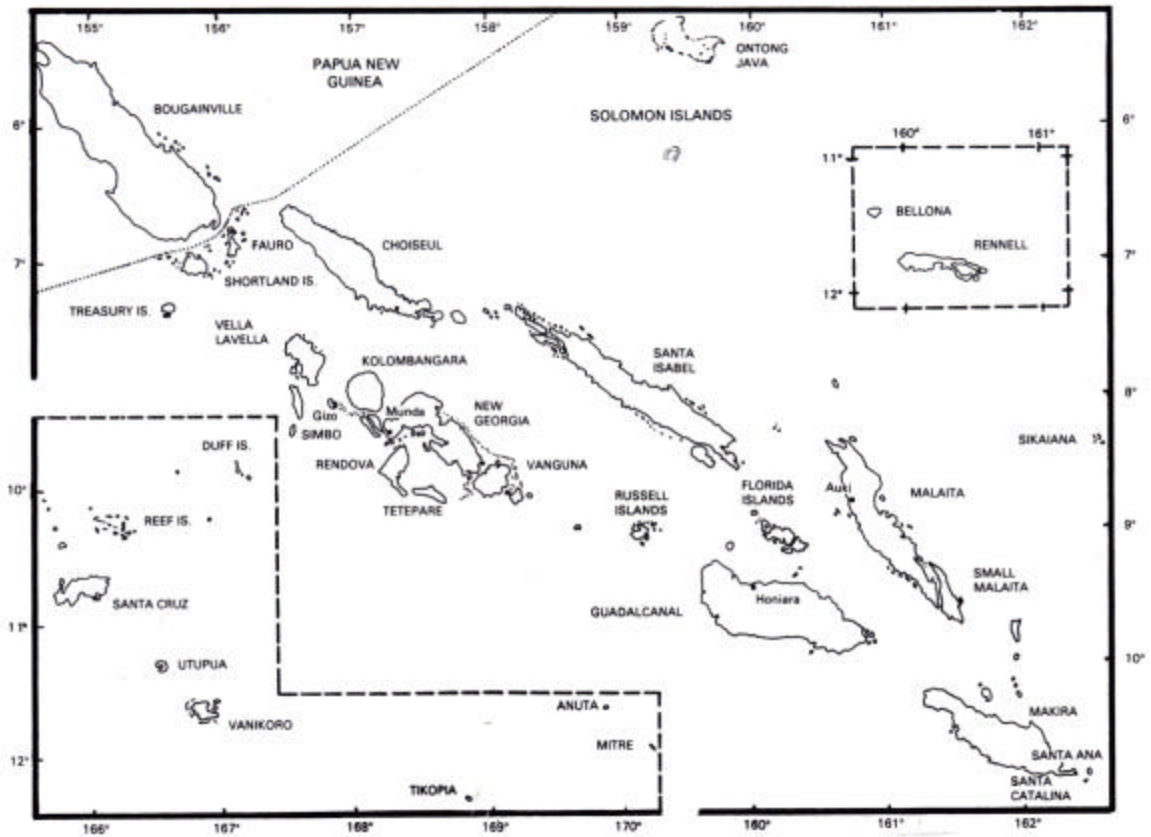 155° 156° 157° 158° 159° 160° 161° 162°
ONTONG
JAVA
PAPUA NEW
GUINEA
BOUGAINVILLE
SOLOMON ISLANDS
6° 6°
160° 161°
11°
BELLONA
RENNELL
12°
FAURO
CHOISEUL
7° 7°
SHORTLAND IS.
TREASURY IS.
VELLA
LAVELLA
KOLOMBANGARA
SANTA
ISABEL
8°
Gizo
Munda
NEW
GEORGIA
SIMBO
SIKAIANA
DUFF IS.
RENDOVA
VANGUNA
TETEPARE
RUSSELL
ISLANDS
FLORIDA
ISLANDS
Auki
MALAITA
10°
REEF IS.
9°
SANTA CRUZ
SMALL
MALAITA
GUADALCANAL
Honiara
11°
UTUPUA
10°
VANIKORO
ANUTA
MAKIRA
MITRE
SANTA ANA
12°
TIKOPIA
SANTA
CATALINA
166° 167° 168° 169° 170° 160° 161° 162°